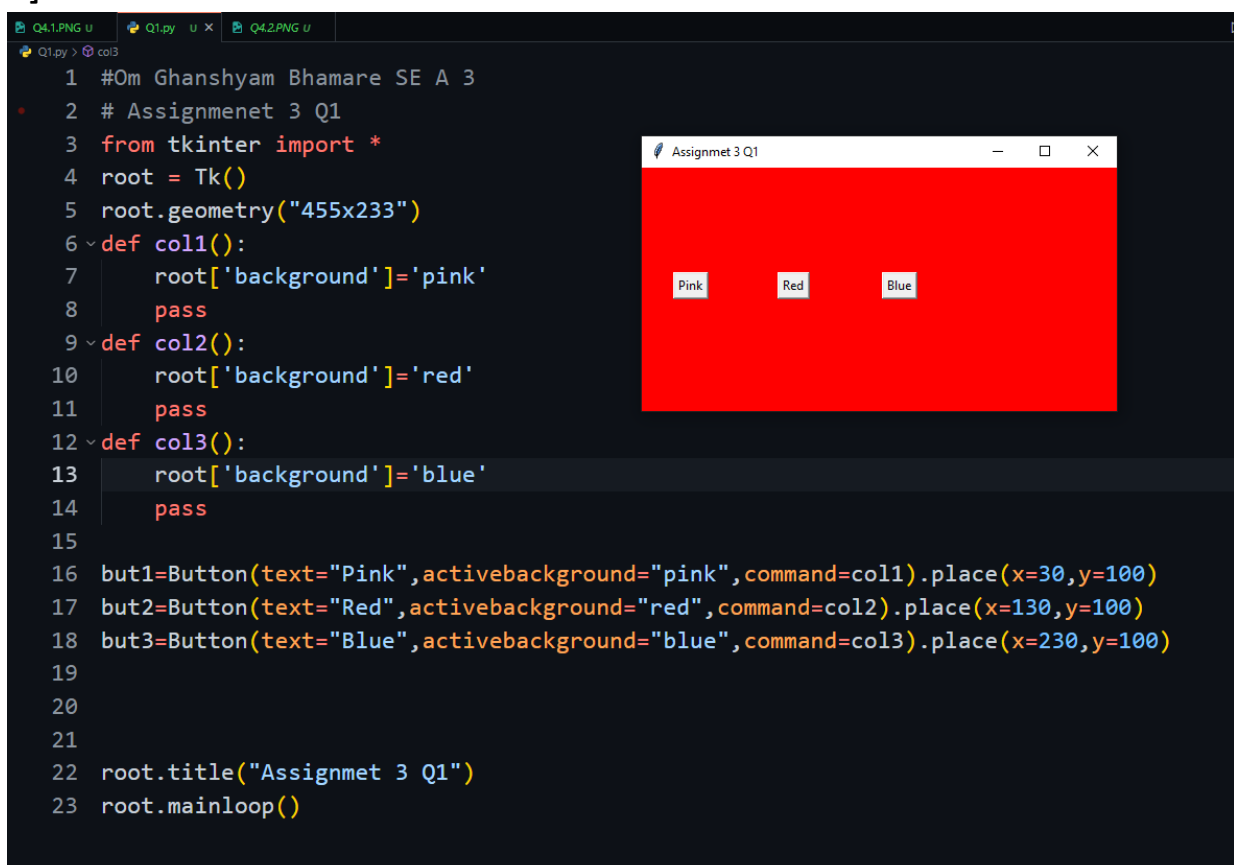 Q4.1.PNG U Q1.py U Q4.2.PNG U
Q1.py > col3
1 #Om Ghanshyam Bhamare SE A 3
2 # Assignmenet 3 Q1
3 from tkinter import *
4 root = Tk()
5 root.geometry("455x233")
6 def col1():
7 root['background']='pink'
8 pass
9 def col2():
10 root['background']='red'
11 pass
12 def col3():
13 root['background']='blue'
14 pass
15
16 but1=Button(text="Pink",activebackground="pink",command=col1).place(x=30,y=100)
17 but2=Button(text="Red",activebackground="red",command=col2).place(x=130,y=100)
18 but3=Button(text="Blue",activebackground="blue",command=col3).place(x=230,y=100)
19
20
21
22 root.title("Assignmet 3 Q1")
23 root.mainloop()
Assignmet 3 Q1
Pink Red Blue